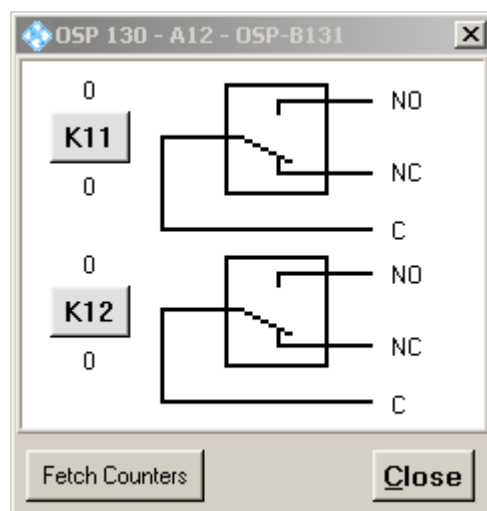 OSP 130 - A12 - OSP-B131
0
K11
0
NO
NC
C
0
K12
0
NO
NC
C
Fetch Counters
Close